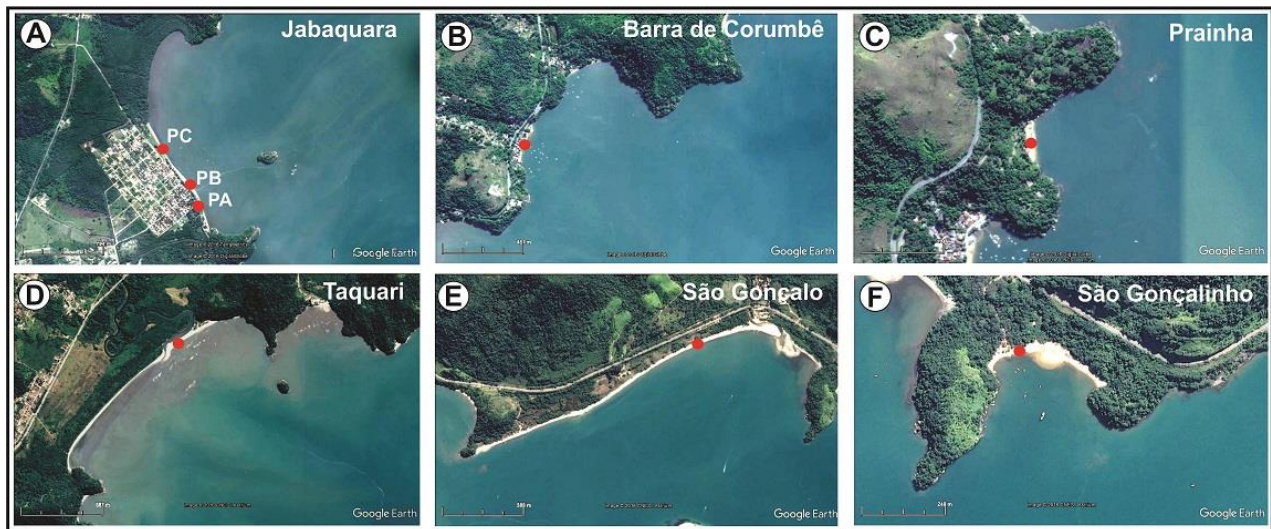 A
Jabaquara
PC
PB
PA
Google Earth
B
Barra de Corumbê
Google Earth
C
Prainha
Google Earth
D
Taquari
Google Earth
E
São Gonçalo
Google Earth
F
São Gonçalinho
Google Earth